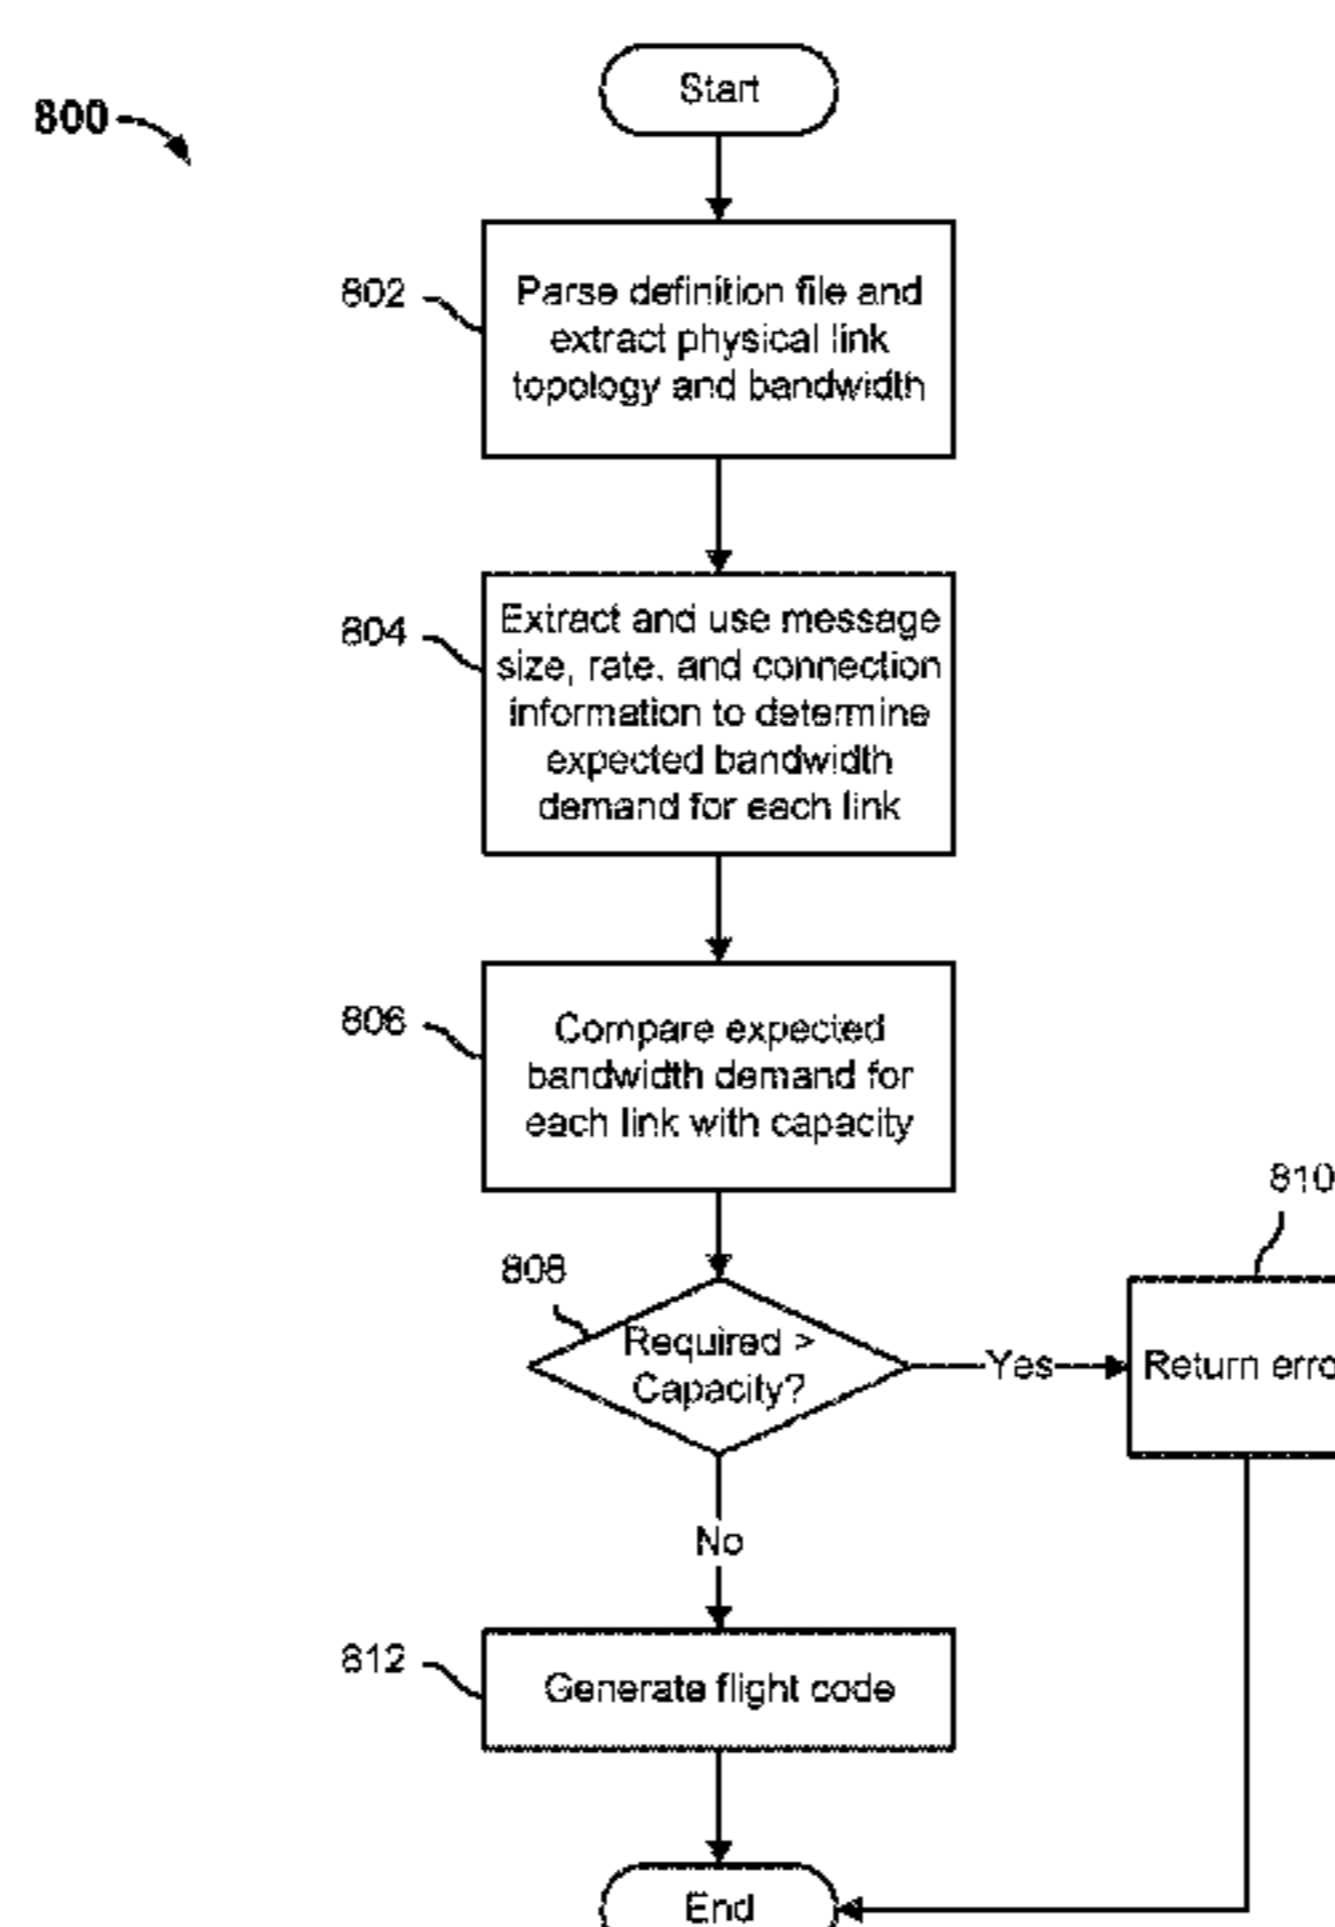 Start
800
802
Parse definition file and
extract physical link
topology and bandwidth
804
Extract and use message
size, rate, and connection
information to determine
expected bandwidth
demand for each link
806
Compare expected
bandwidth demand for
each link with capacity
810
808
Required >
Capacity?
Yes
Return erro
No
812
Generate flight code
End